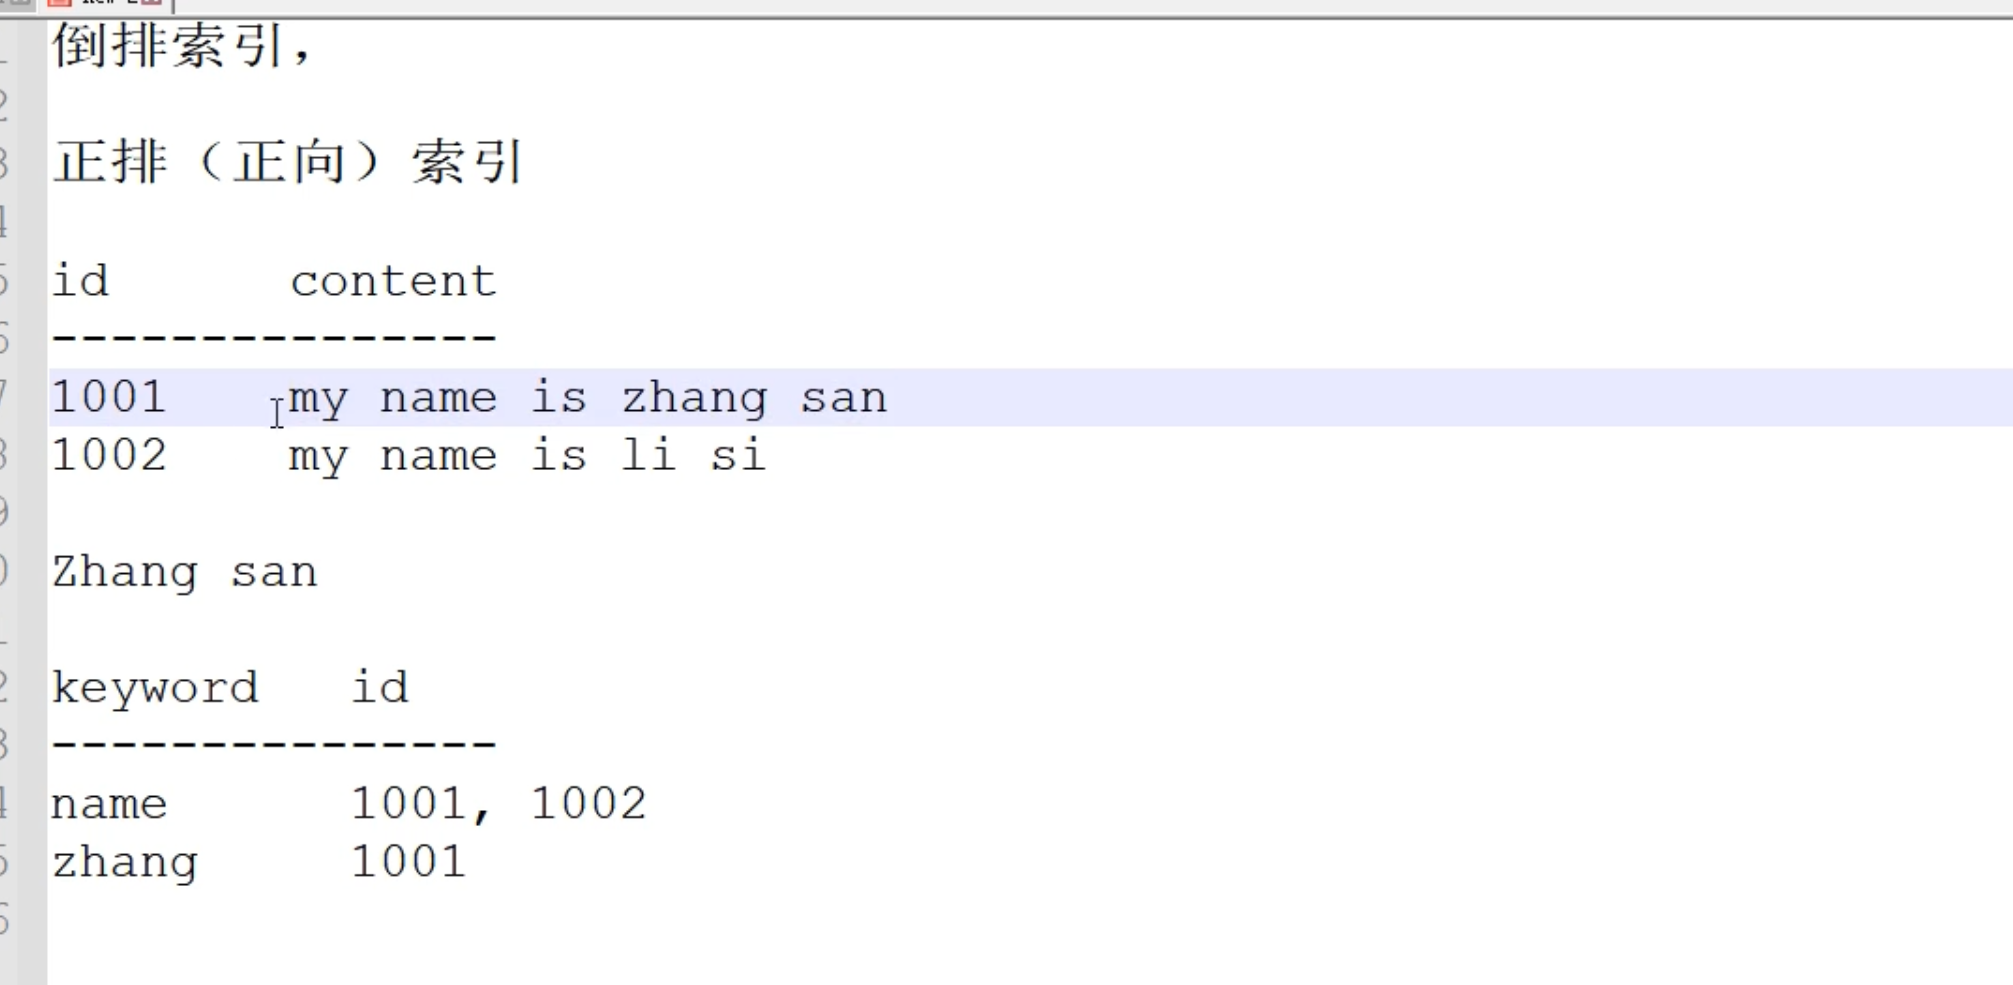 倒排索引，
正排（正向）索引
id content
---------------
1001 my name is zhang san
1002 my name is li si
Zhang san
keyword id
---------------
name 1001, 1002
zhang 1001